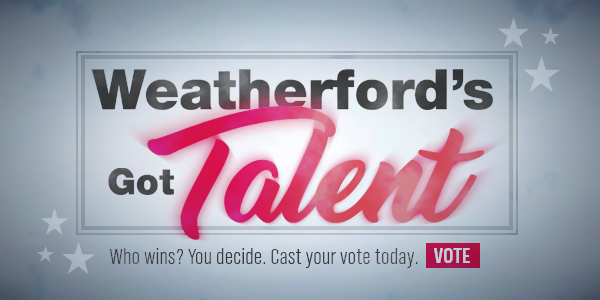 Weatherford's
Got Talent
Who wins? You decide. Cast your vote today. VOTE